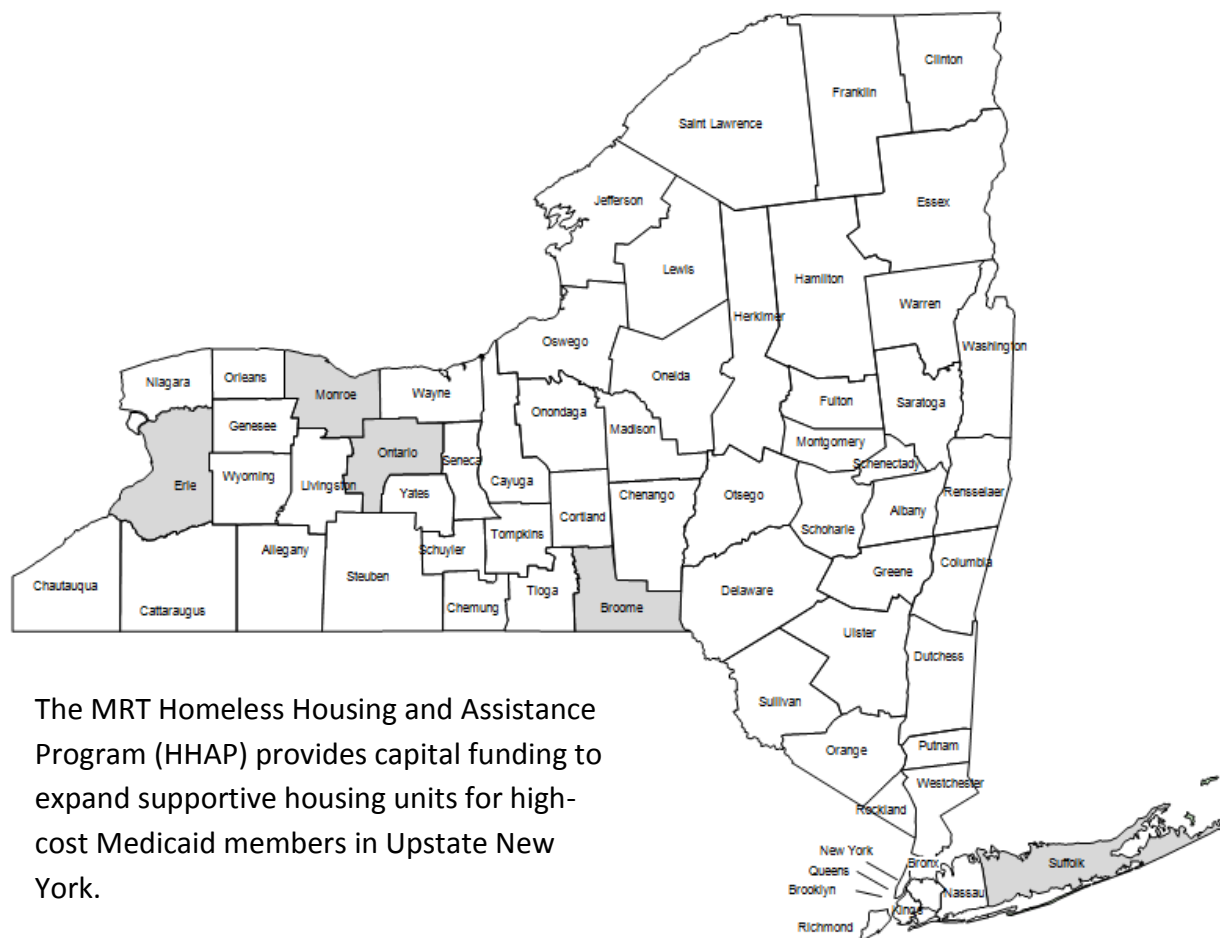 Clinton
Franklin
Saint Lawrence
Jefferson
Essex
Lewis
Hamilton
Warren
Herkimer
Washington
Oswego
Oneida
Niagara
Orleans
Monroe
Wayne
Fulton
Saratoga
Onondaga
Madison
Genesee
Montgomery
Ontario
Seneca
Schenectady
Erie
Wyoming
Livingston
Cayuga
Yates
Chenango
Otsego
Rensselaer
Albany
Cortland
Schoharie
Tompkins
Allegany
Schuyler
Steuben
Columbia
Greene
Chautauqua
Tioga
Delaware
Cattaraugus
Chemung
Broome
Ulster
Dutchess
Sullivan
Orange
Putnam
Westchester
Rockland
New York
Bronx
Queens
Suffolk
Brooklyn
Nassau
Kings
Richmond
The MRT Homeless Housing and Assistance
Program (HHAP) provides capital funding to
expand supportive housing units for high-
cost Medicaid members in Upstate New
York.